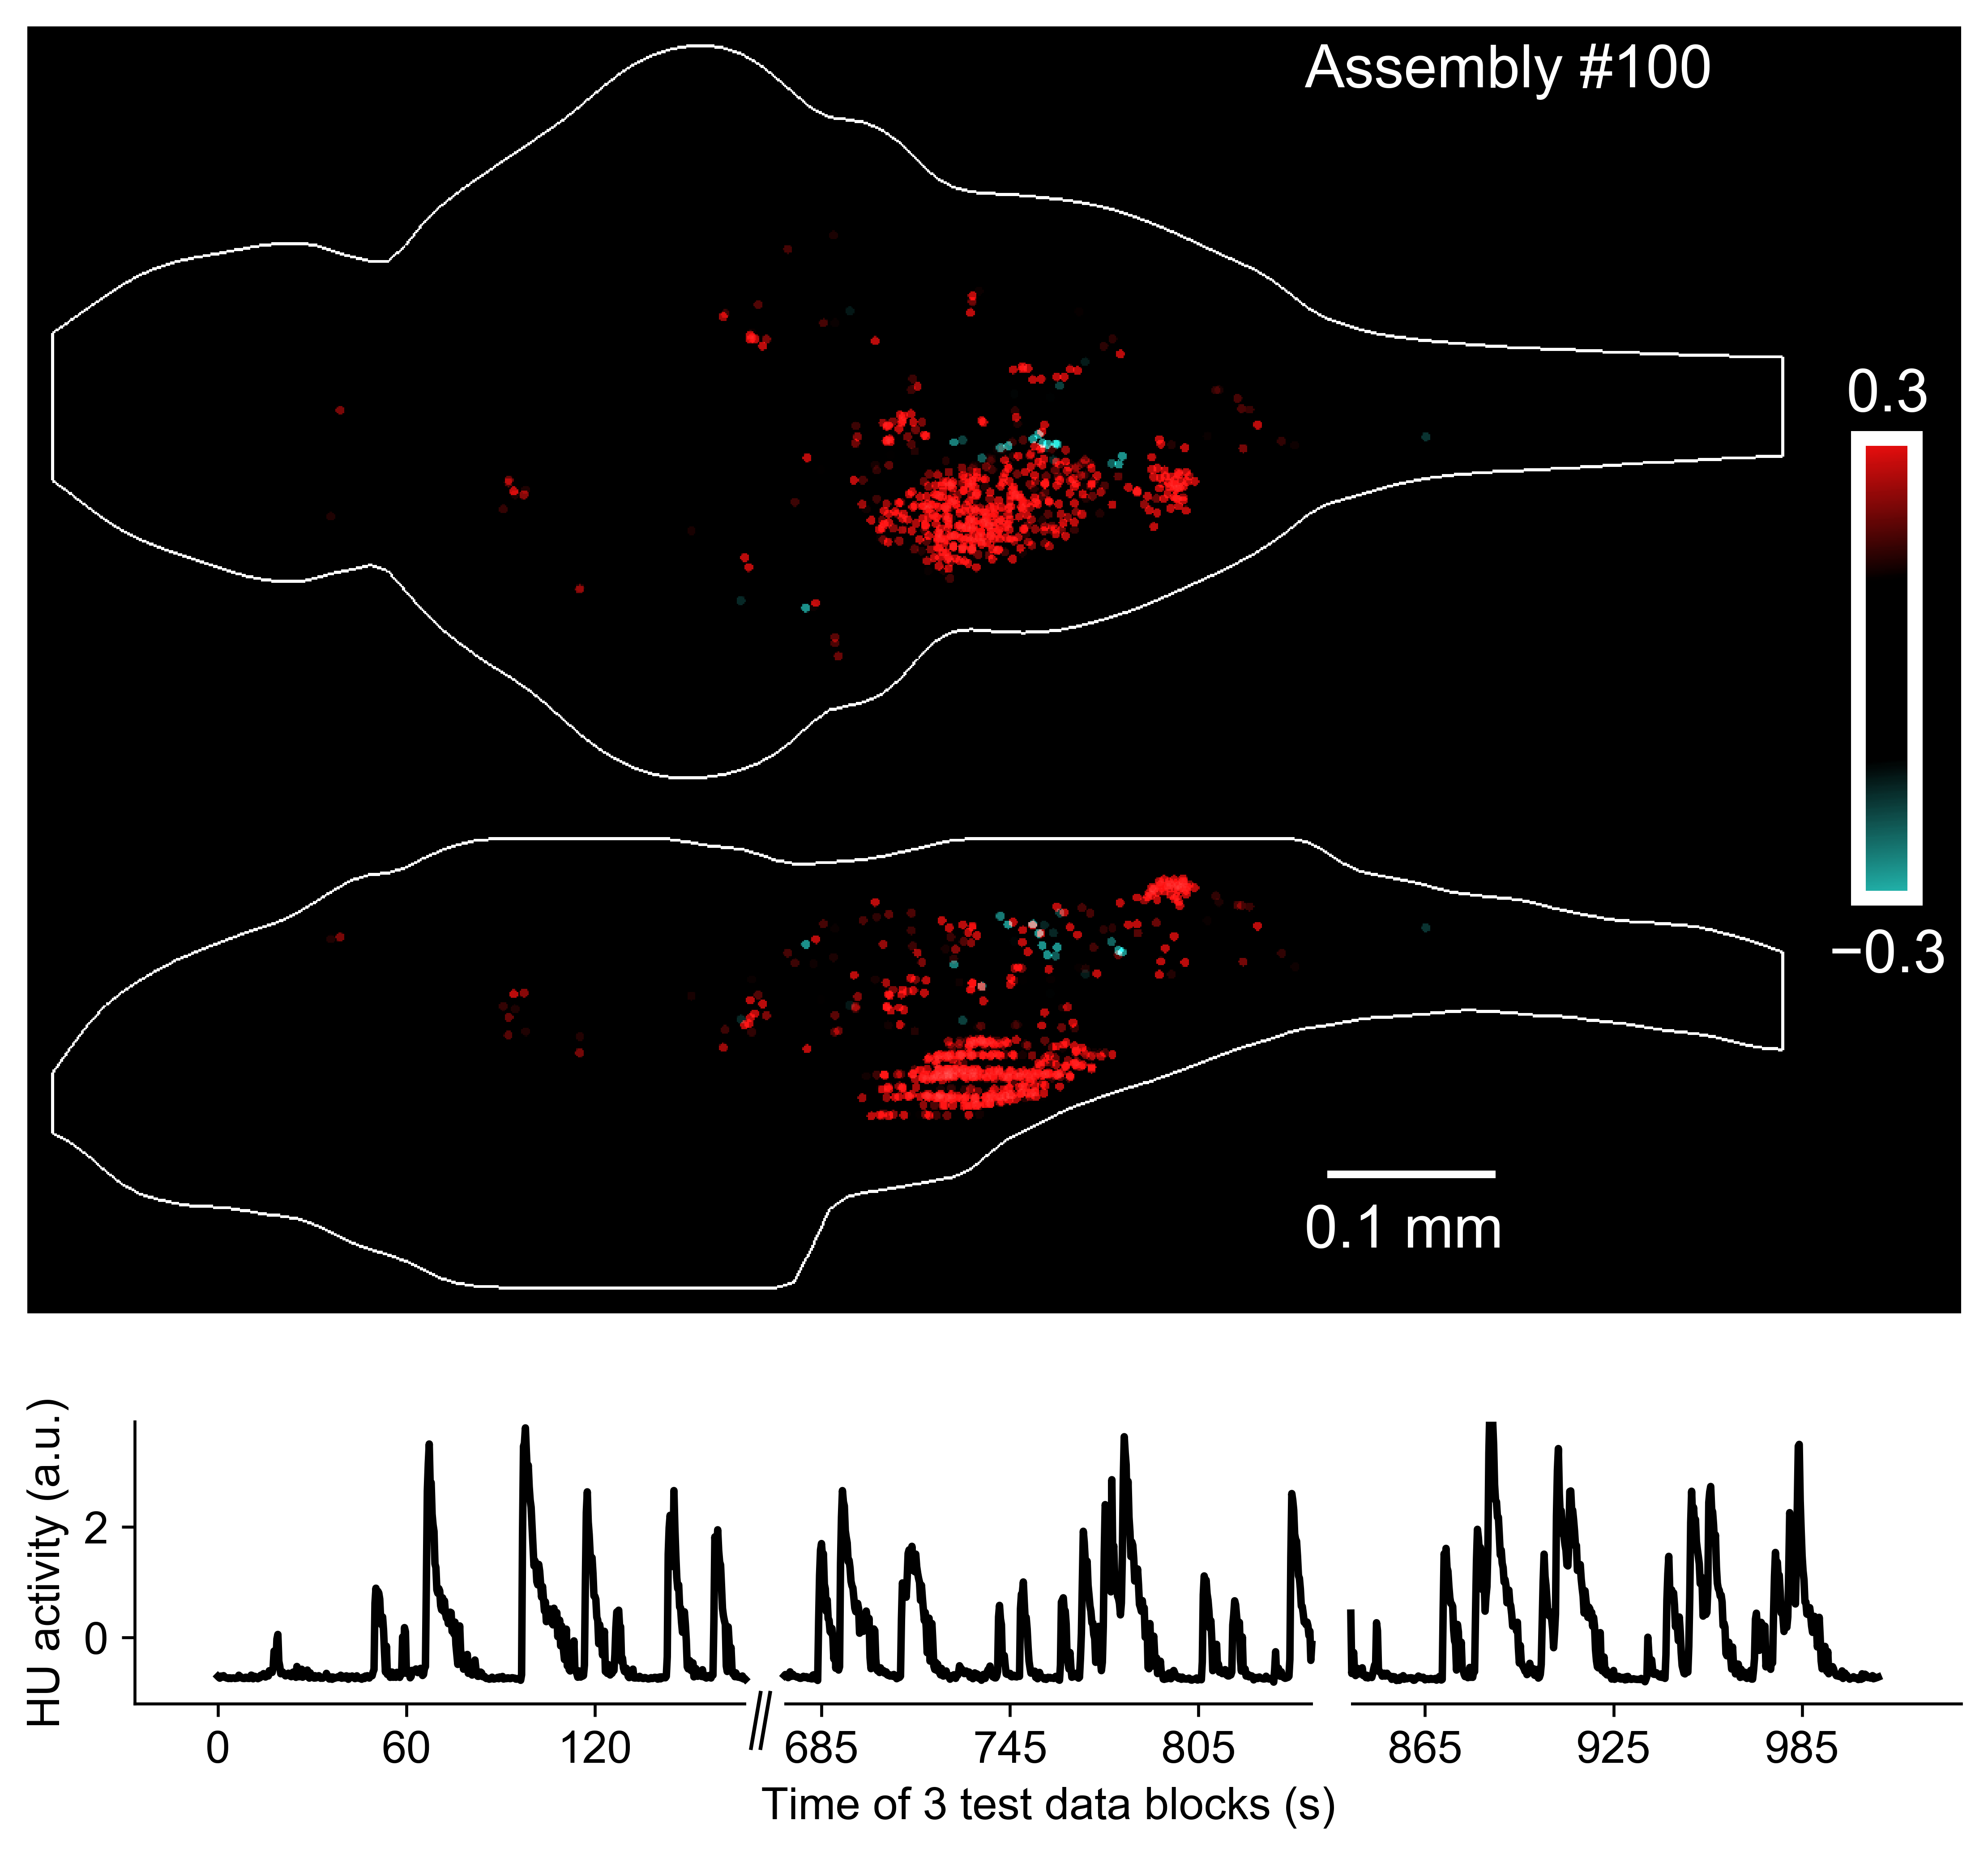 Assembly #100
0.3
−0.3
0.1 mm
HU activity (a.u.)
2
0
0 60 120 685 745 805 865 925 985
Time of 3 test data blocks (s)